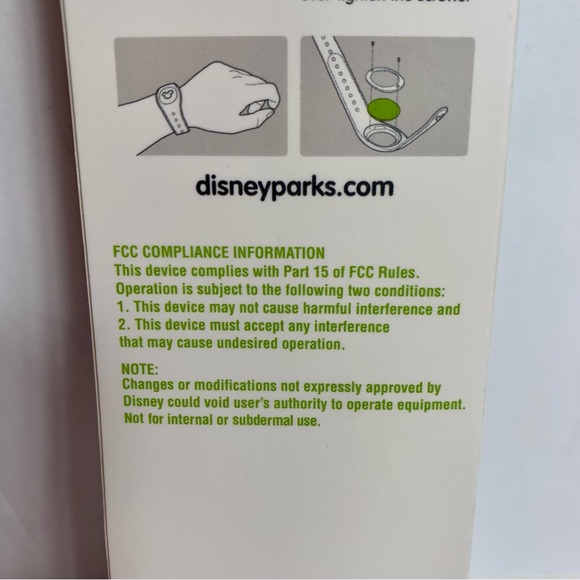 disneyparks.com
FCC COMPLIANCE INFORMATION
This device complies with Part 15 of FCC Rules.
Operation is subject to the following two conditions:
1. This device may not cause harmful interference and
2. This device must accept any interference
that may cause undesired operation.
NOTE:
Changes or modifications not expressly approved by
Disney could void user's authority to operate equipment.
Not for internal or subdermal use.